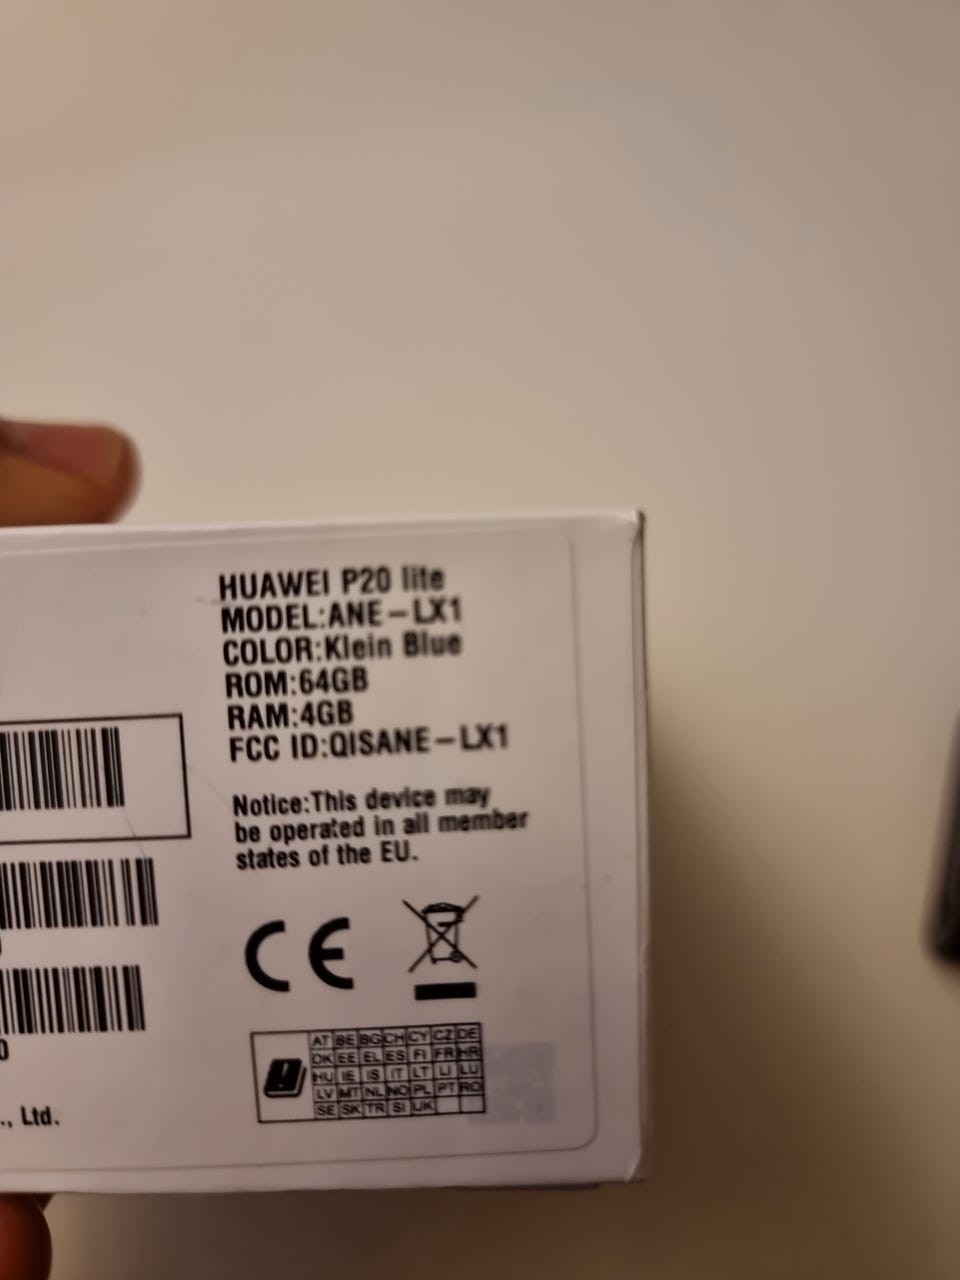 HUAWEI P20 lite
MODEL:ANE-LX1
COLOR:Klein Blue
ROM:64GB
RAM:4GB
FCC ID:QISANE-LX1
Notice:This device may
be operated in all member
states of the EU.
CE
AT BE BG CH CY CZ DE
DK EE EL ES FI FR HR
HU IE IS IT LT LI LU
LV MT NL NO PL PT RO
SE SK TR SI UK
0
., Ltd.